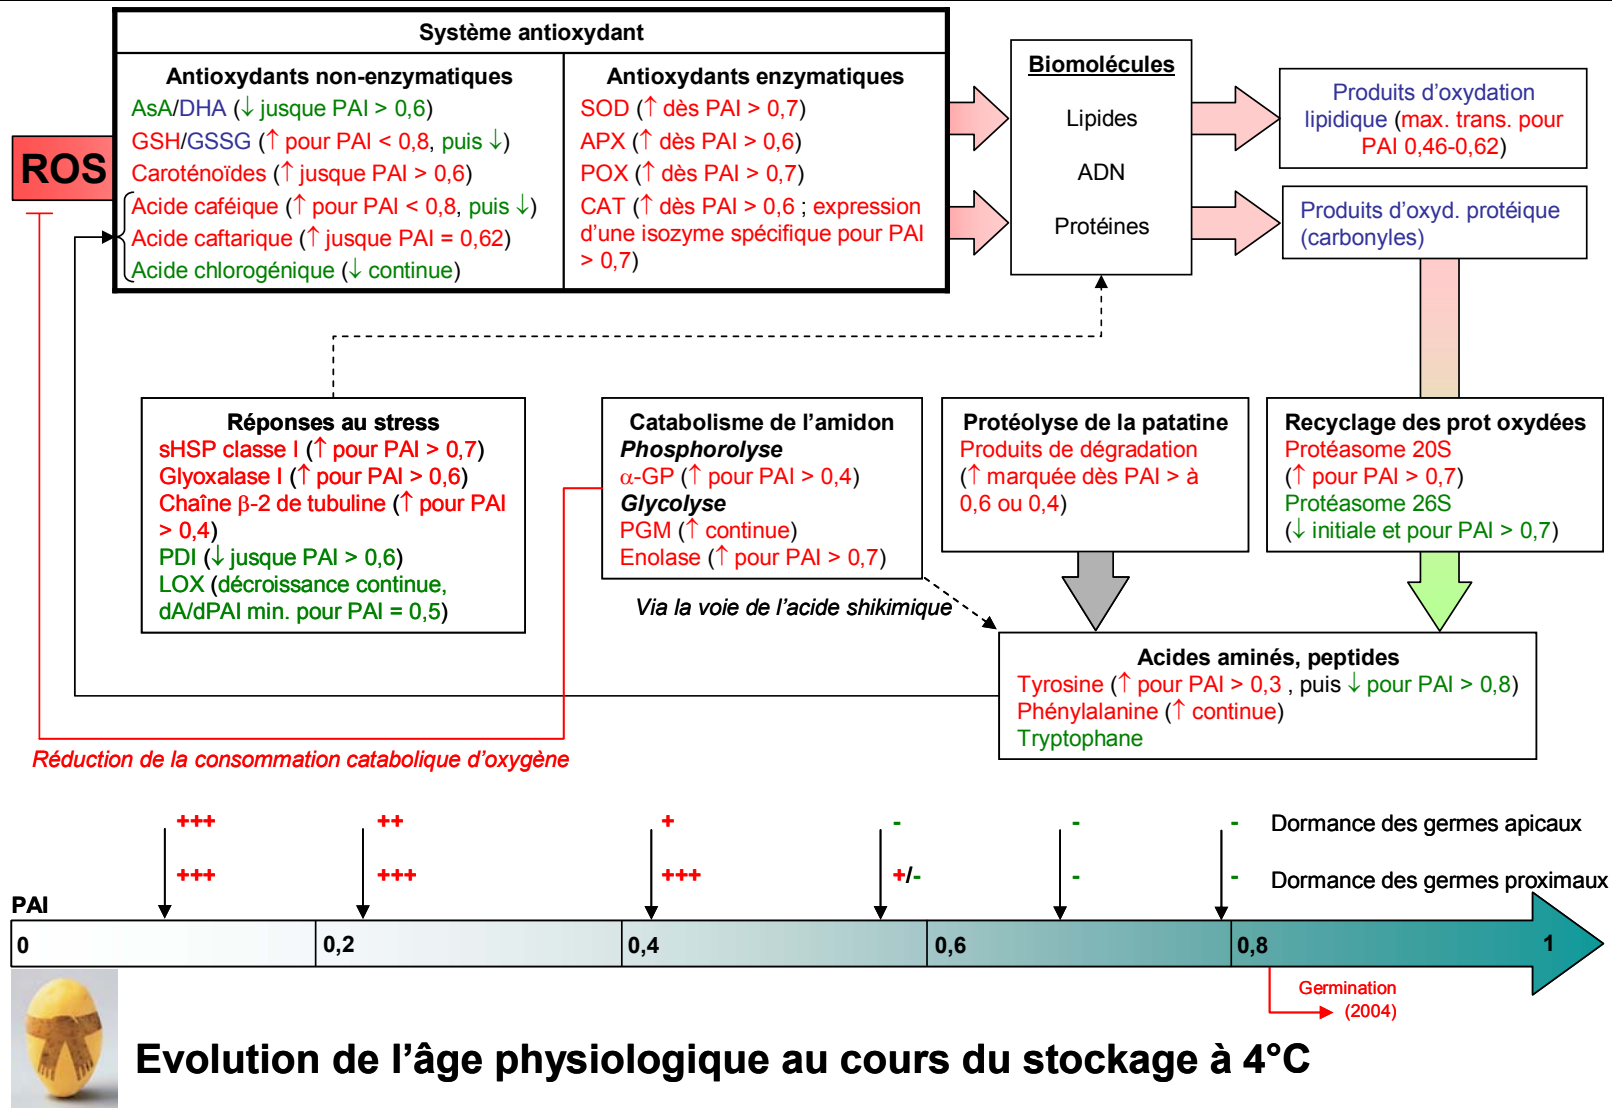 Système antioxydant
Antioxydants non-enzymatiques
AsA/DHA (↓ jusque PAI > 0,6)
GSH/GSSG (↑ pour PAI < 0,8, puis ↓)
Caroténoïdes (↑ jusque PAI > 0,6)
Acide caféique (↑ pour PAI < 0,8, puis ↓)
Acide caftarique (↑ jusque PAI = 0,62)
Acide chlorogénique (↓ continue)
Antioxydants enzymatiques
SOD (↑ dès PAI > 0,7)
APX (↑ dès PAI > 0,6)
POX (↑ dès PAI > 0,7)
CAT (↑ dès PAI > 0,6 ; expression
d'une isozyme spécifique pour PAI
> 0,7)
ROS
Biomolécules
Lipides
ADN
Protéines
Produits d'oxydation
lipidique (max. trans. pour
PAI 0,46-0,62)
Produits d'oxyd. protéique
(carbonyles)
Réponses au stress
sHSP classe I (↑ pour PAI > 0,7)
Glyoxalase I (↑ pour PAI > 0,6)
Chaîne β-2 de tubuline (↑ pour PAI
> 0,4)
PDI (↓ jusque PAI > 0,6)
LOX (décroissance continue,
dA/dPAI min. pour PAI = 0,5)
Catabolisme de l'amidon
Phosphorolyse
α-GP (↑ pour PAI > 0,4)
Glycolyse
PGM (↑ continue)
Enolase (↑ pour PAI > 0,7)
Protéolyse de la patatine
Produits de dégradation
(↑ marquée dès PAI > à
0,6 ou 0,4)
Recyclage des prot oxydées
Protéasome 20S
(↑ pour PAI > 0,7)
Protéasome 26S
(↓ initiale et pour PAI > 0,7)
Via la voie de l'acide shikimique
Acides aminés, peptides
Tyrosine (↑ pour PAI > 0,3 , puis ↓ pour PAI > 0,8)
Phénylalanine (↑ continue)
Tryptophane
Réduction de la consommation catabolique d'oxygène
+++ ++ + - - - Dormance des germes apicaux
+++ +++ +++ +/- - - Dormance des germes proximaux
PAI
0 0,2 0,4 0,6 0,8 1
Germination
(2004)
Evolution de l'âge physiologique au cours du stockage à 4°C